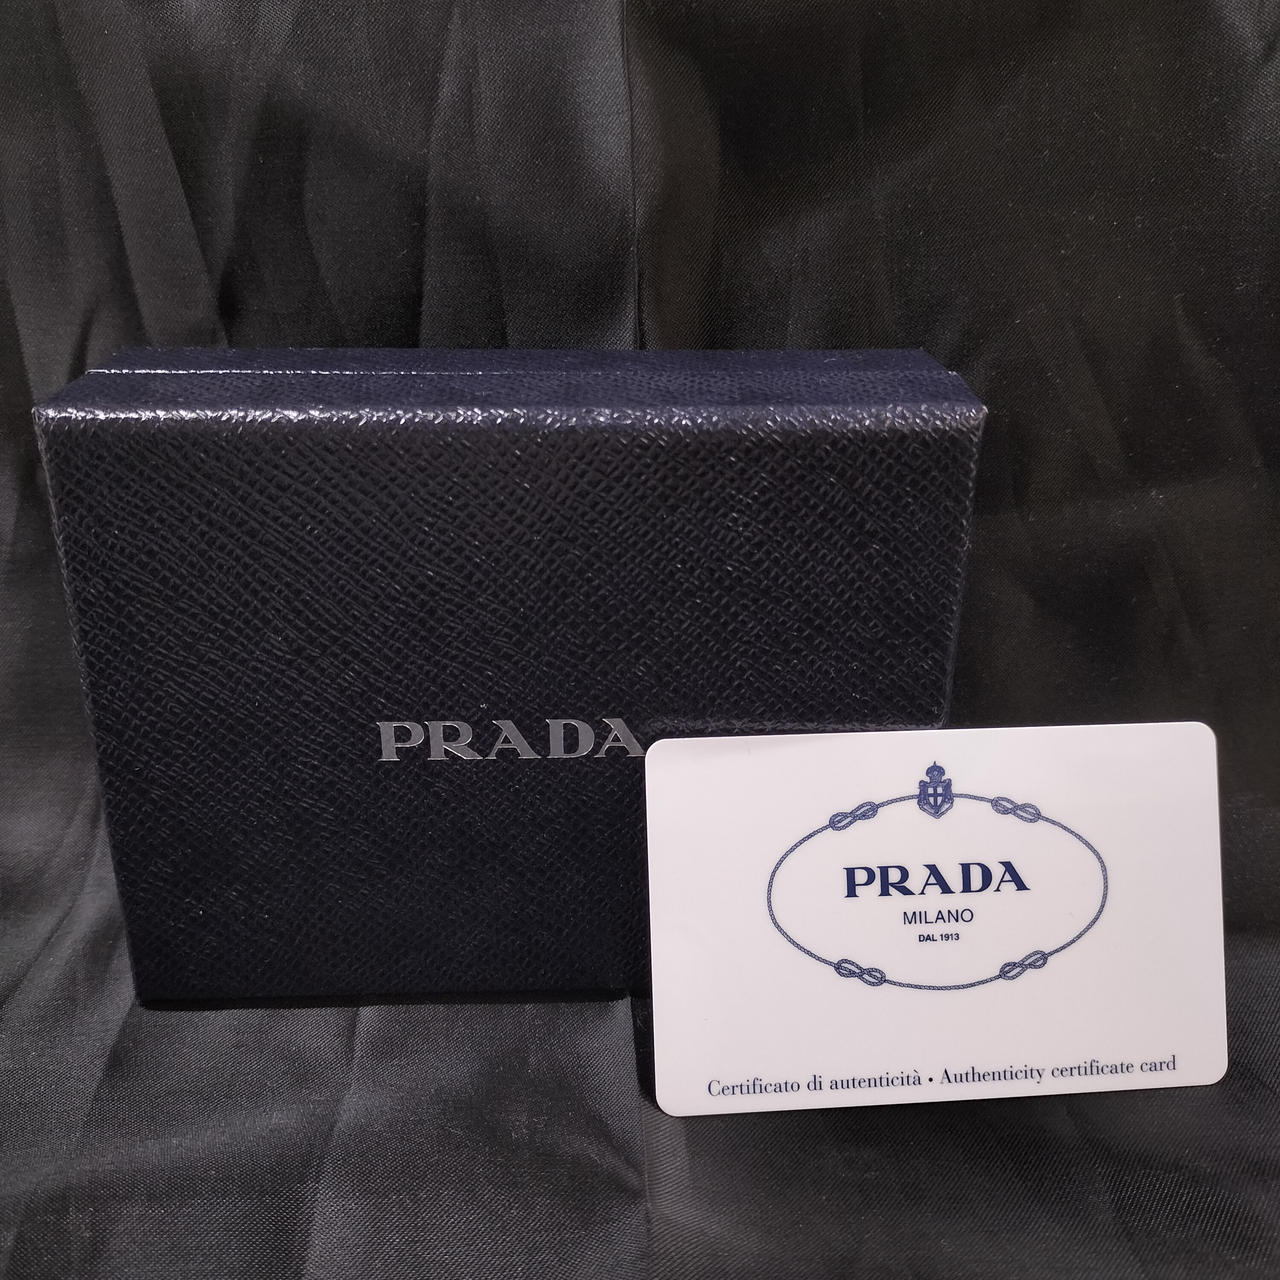 PRADA
PRADA
MILANO
DAL 1913
Certificato di autenticità • Authenticity certificate card